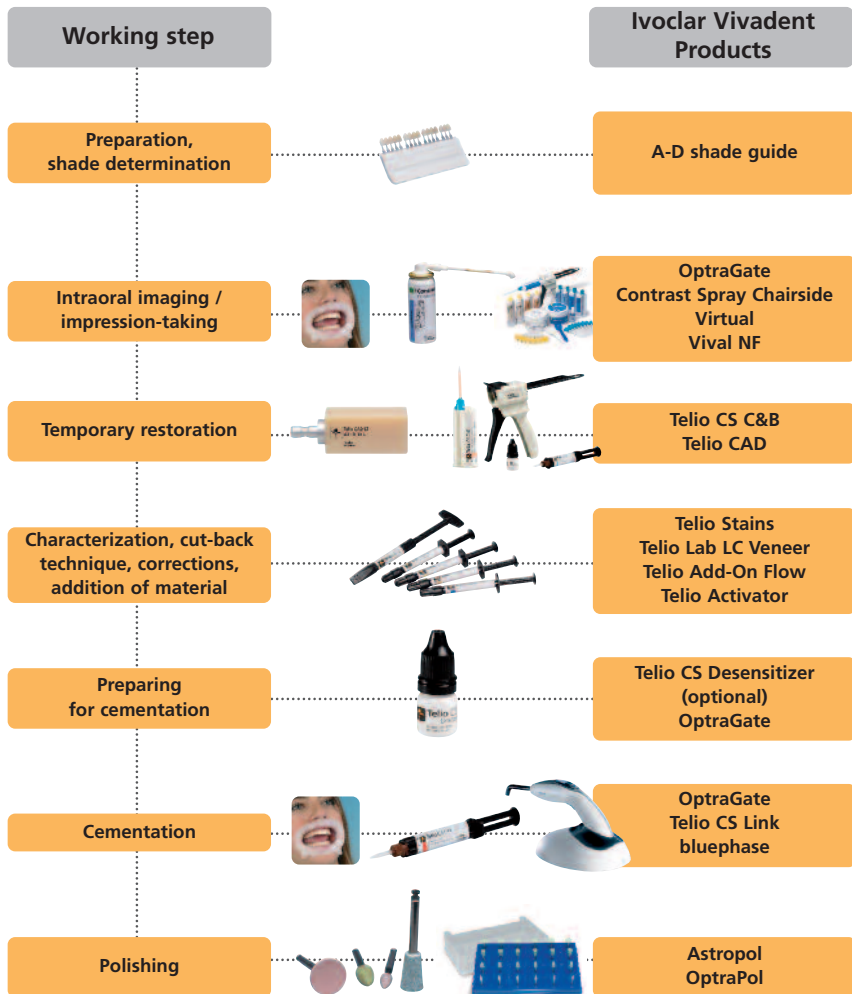 Working step
Ivoclar Vivadent
Products
Preparation,
shade determination
A-D shade guide
Intraoral imaging /
impression-taking
OptraGate
Contrast Spray Chairside
Virtual
Vival NF
Temporary restoration
Telio CS C&B
Telio CAD
Characterization, cut-back
technique, corrections,
addition of material
Telio Stains
Telio Lab LC Veneer
Telio Add-On Flow
Telio Activator
Preparing
for cementation
Telio C
Telio CS Desensitizer
(optional)
OptraGate
Cementation
OptraGate
Telio CS Link
bluephase
Polishing
Astropol
OptraPol